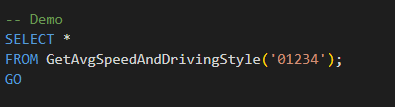 -- Demo
SELECT *
FROM GetAvgSpeedAndDrivingStyle('01234');
GO